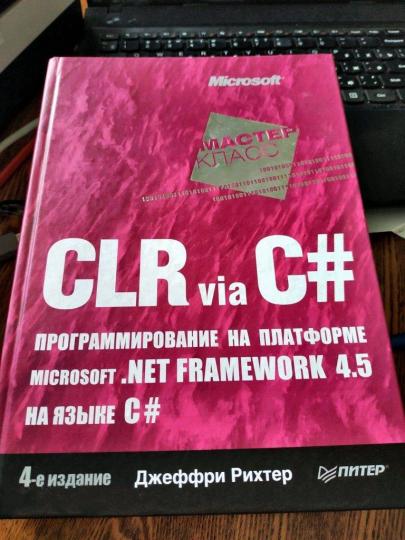 Microsoft
МАСТЕР
КЛАСС
CLR via C#
ПРОГРАММИРОВАНИЕ НА ПЛАТФОРМЕ
MICROSOFT .NET FRAMEWORK 4.5
НА ЯЗЫКЕ C#
4-е издание
Джеффри Рихтер
ПИТЕР